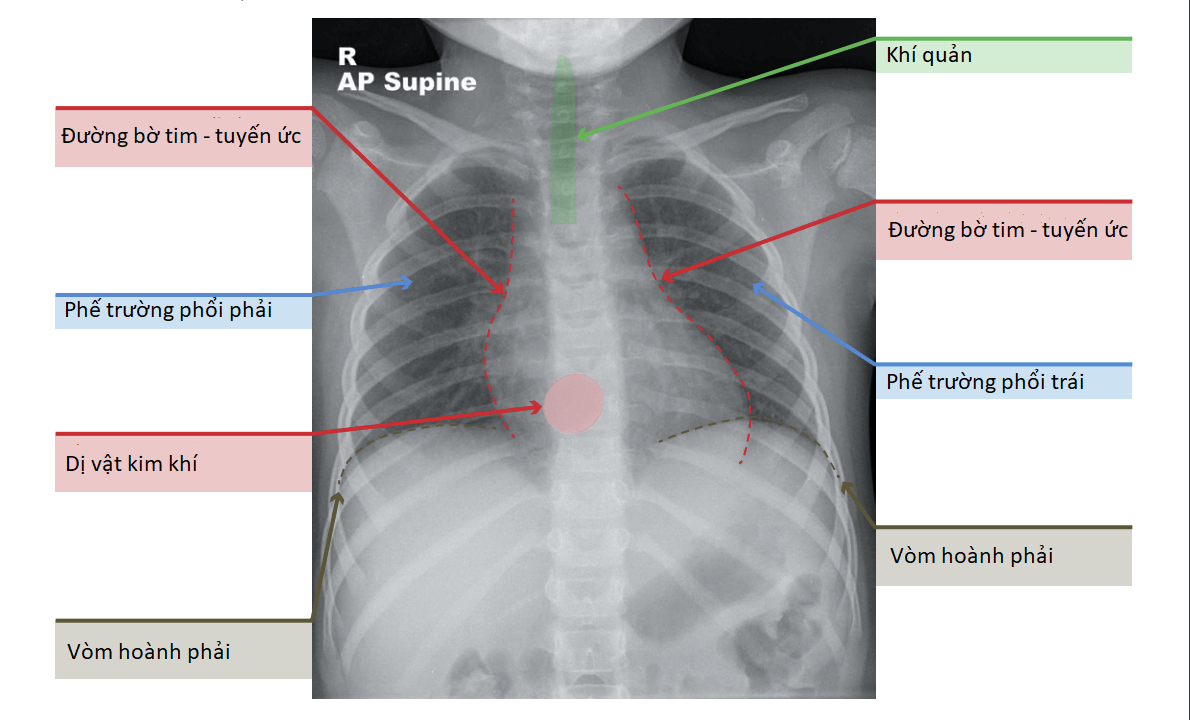 R
AP Supine
Khí quản
Đường bờ tim - tuyến ức
Đường bờ tim - tuyến ức
Phế trường phổi phải
Phế trường phổi trái
Dị vật kim khí
Vòm hoành phải
Vòm hoành phải